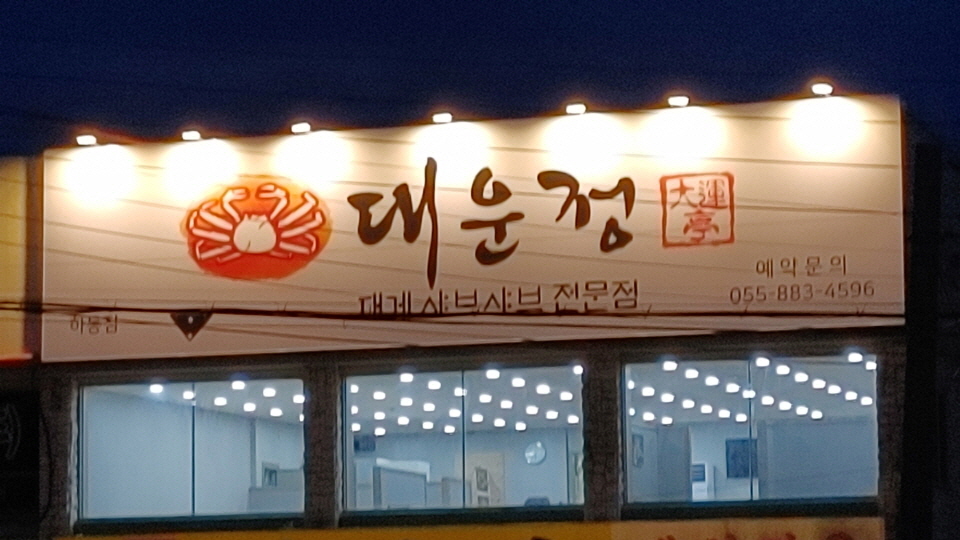 대운정
大運
亭
대게 샤브샤브 전문점
예약문의
055-883-4596
하동점